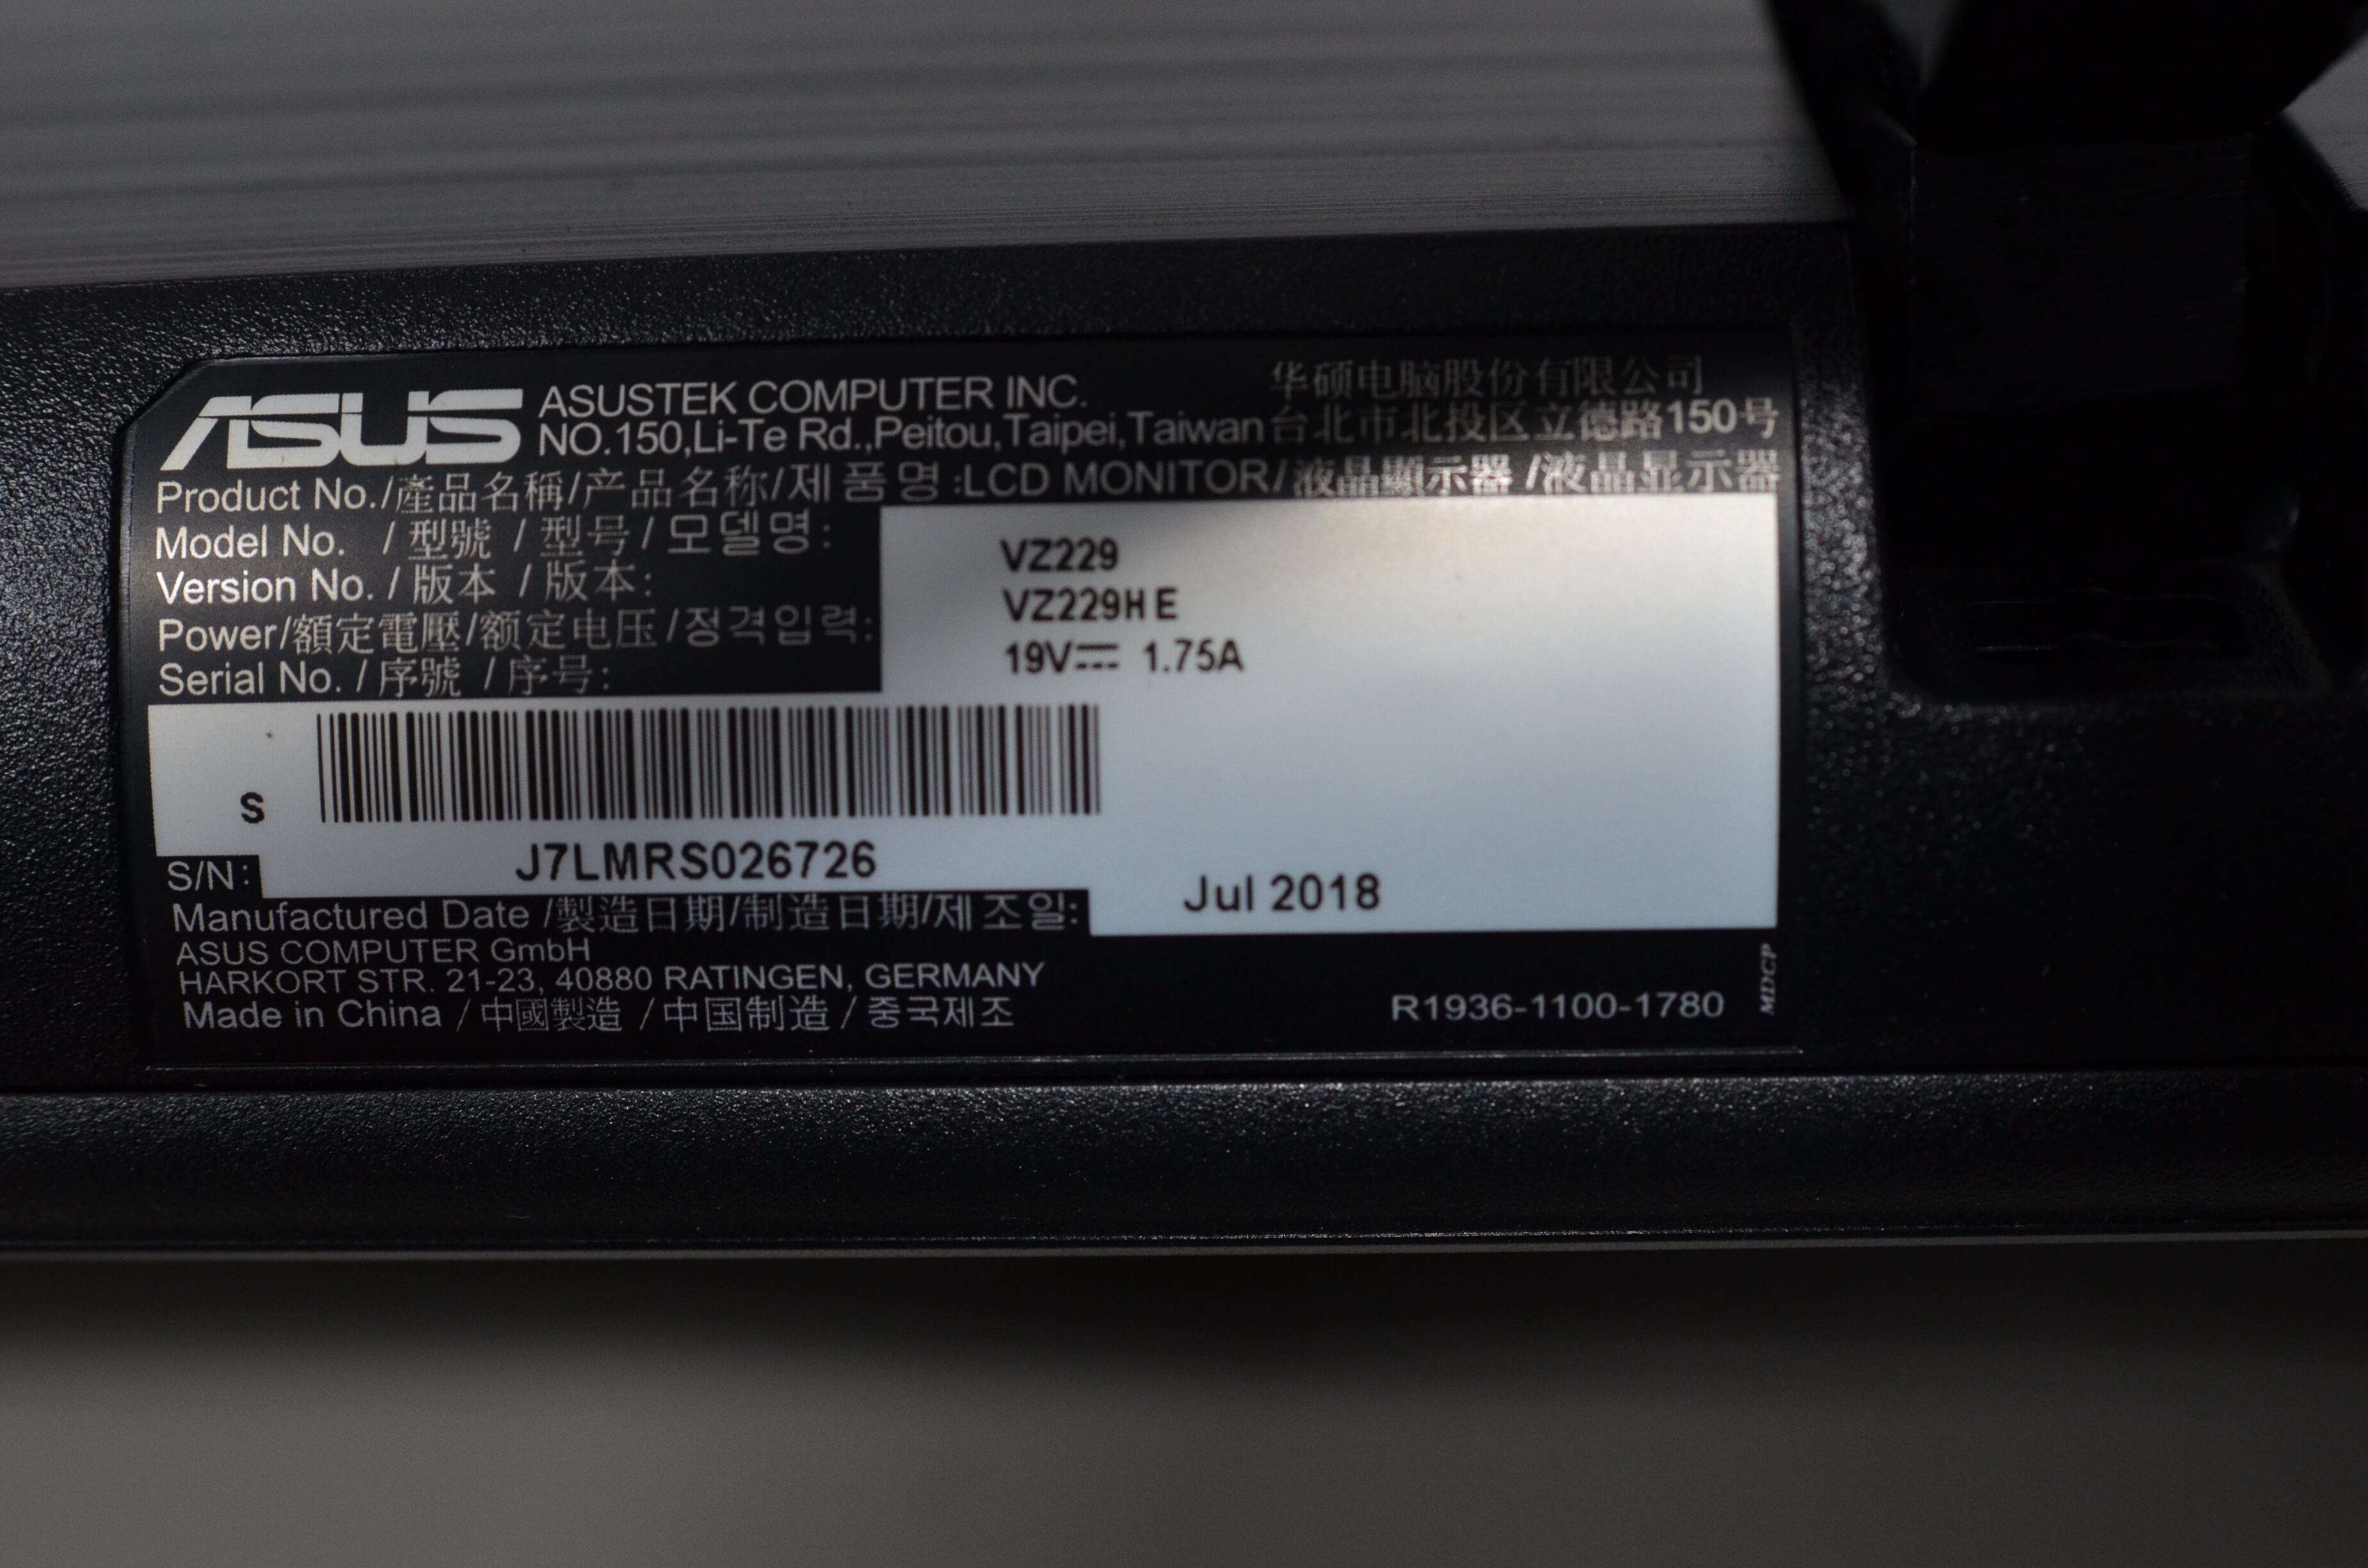 ASUS ASUSTEK COMPUTER INC. 华硕电脑股份有限公司
NO.150,Li-Te Rd.,Peitou,Taipei,Taiwan 台北市北投区立德路150号
Product No./產品名稱/产品名称/제품명:LCD MONITOR/液晶顯示器/液晶显示器
Model No. /型號 /型号/모델명: VZ229
Version No. /版本 /版本: VZ229HE
Power/額定電壓/额定电压/정격입력: 19V⎓ 1.75A
Serial No. /序號 /序号:
S
S/N: J7LMRS026726
Manufactured Date /製造日期/制造日期/제조일: Jul 2018
ASUS COMPUTER GmbH
HARKORT STR. 21-23, 40880 RATINGEN, GERMANY
Made in China /中國製造 /中国制造 /중국제조
R1936-1100-1780
MDCP